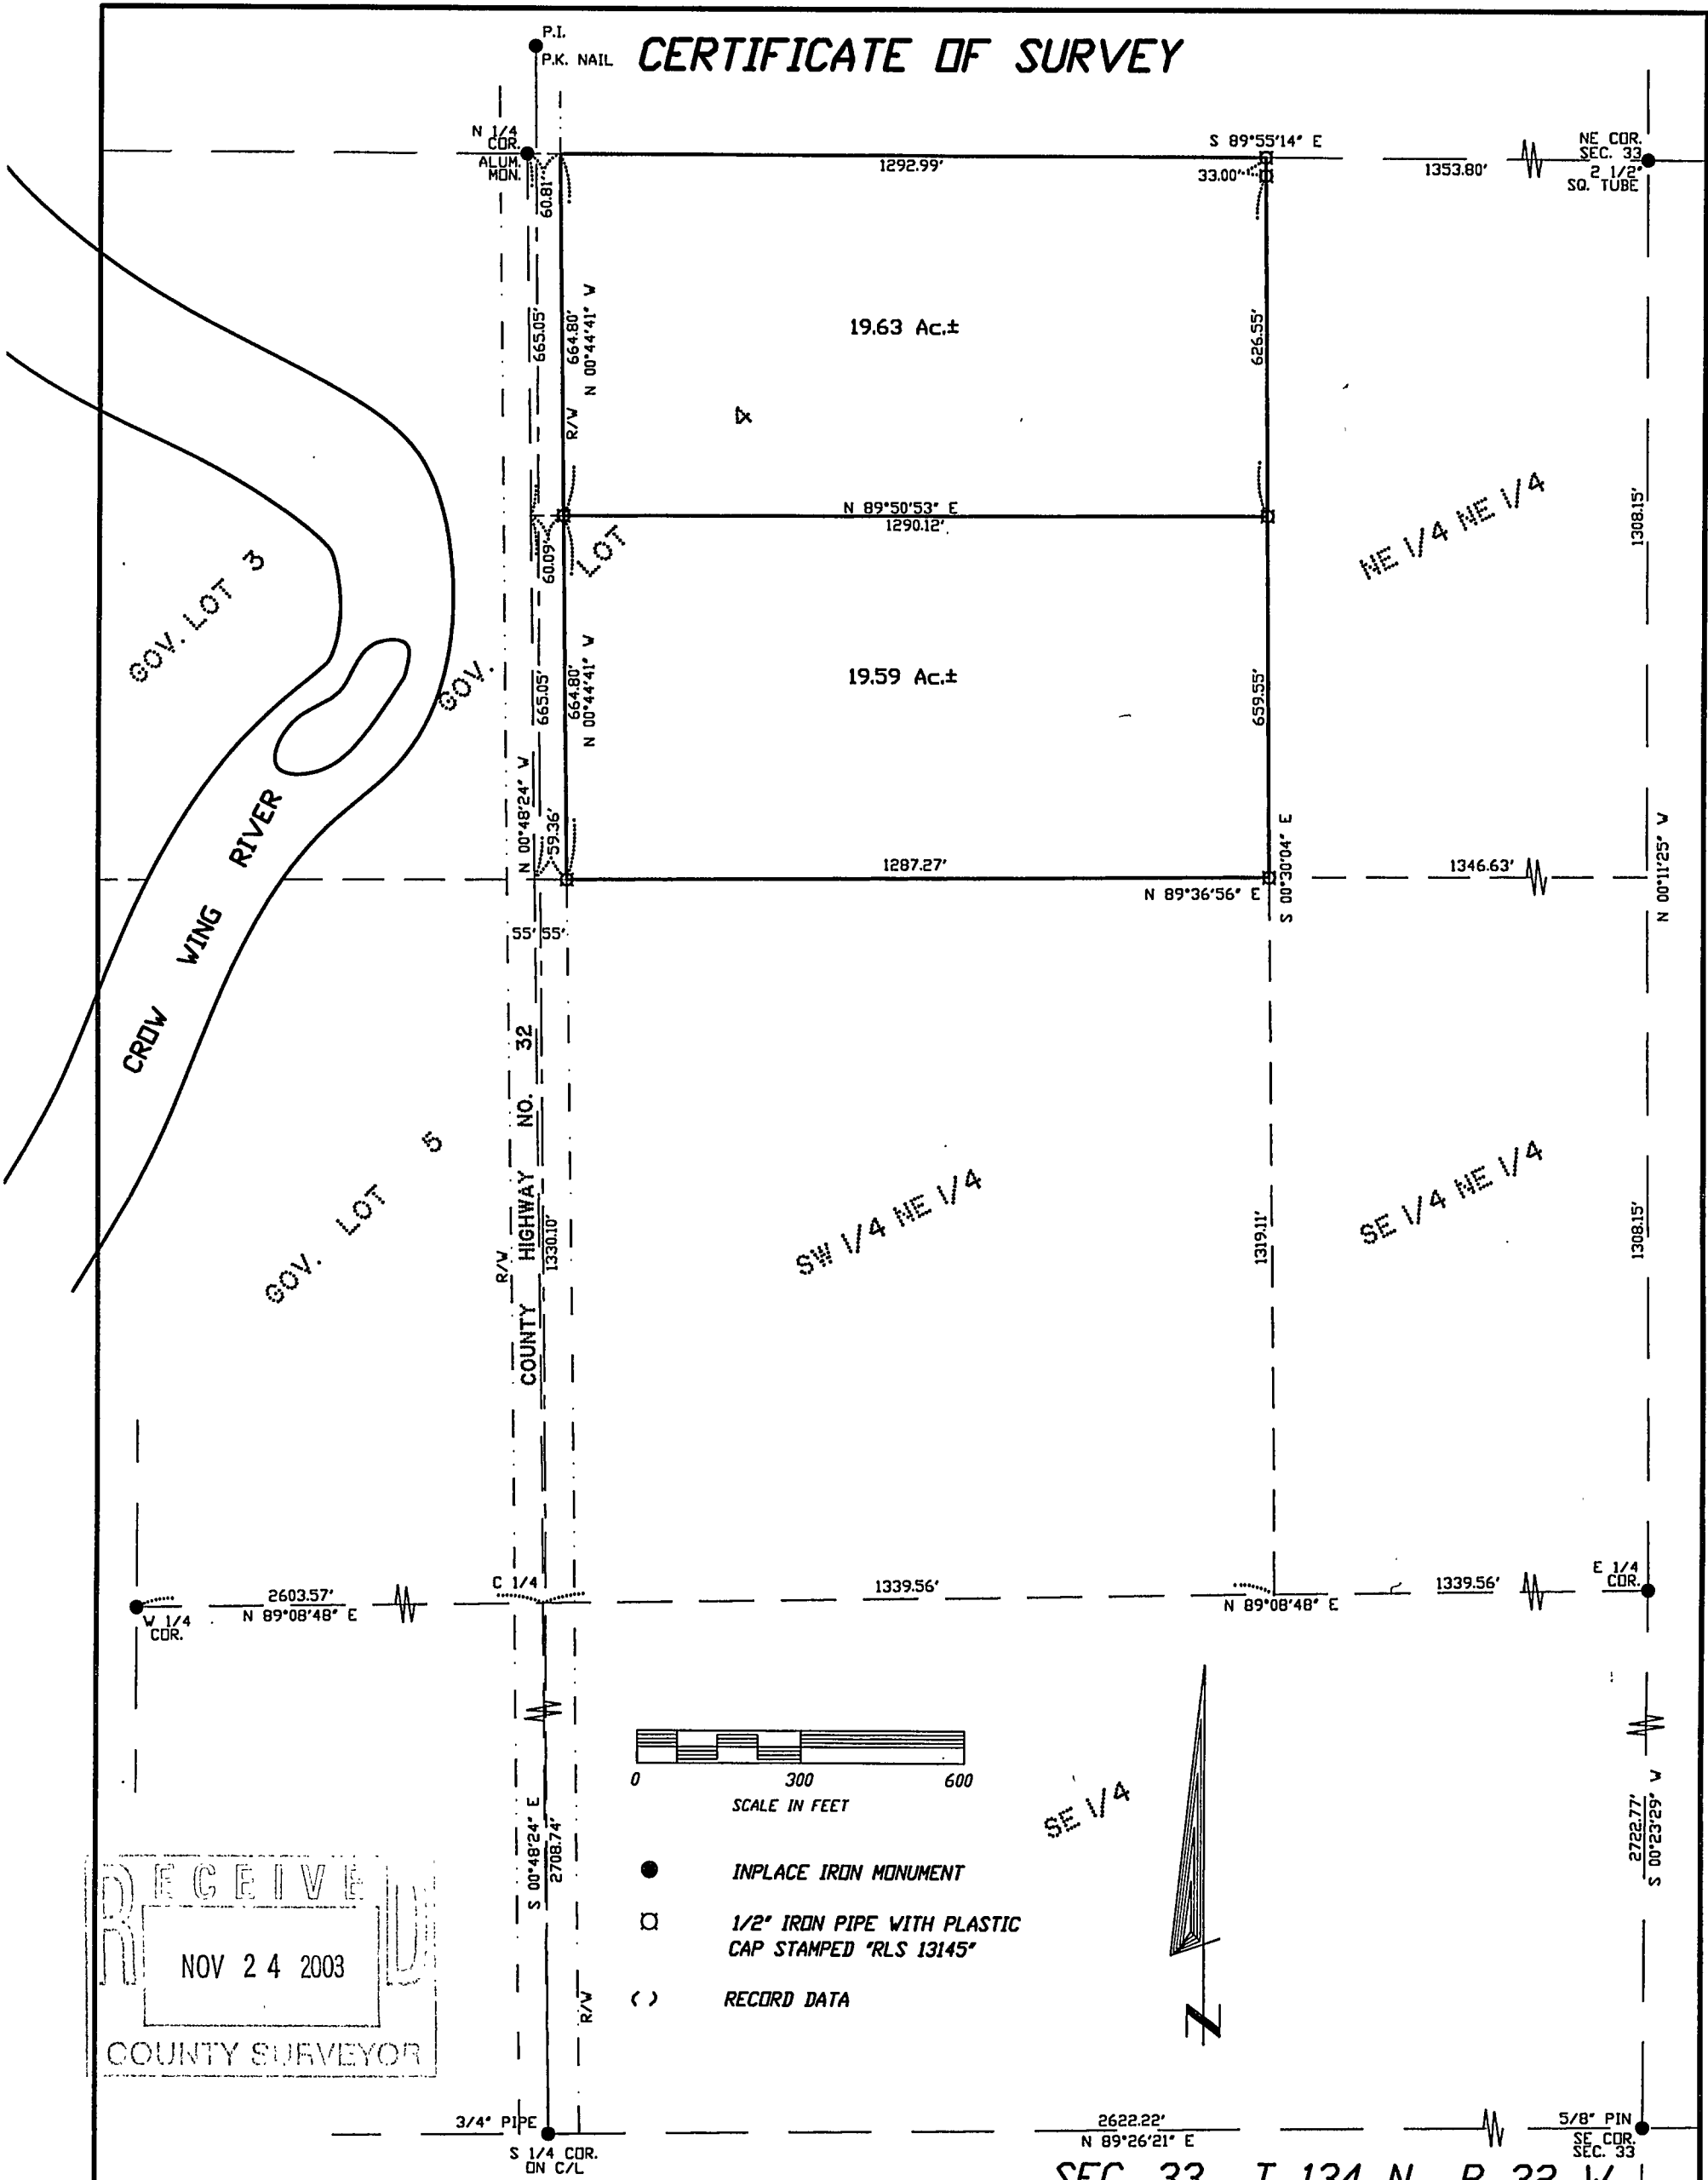 P.I.
P.K. NAIL
CERTIFICATE OF SURVEY
N 1/4
COR.
ALUM.
MON.
S 89°55'14" E
1292.99'
33.00'
1353.80'
NE COR.
SEC. 33
2 1/2"
SQ. TUBE
60.81'
665.05'
664.80'
N 00°44'41" W
R/W
19.63 Ac.±
4
626.55'
N 89°50'53" E
1290.12'
60.09'
LOT
GOV.
GOV. LOT 3
NE 1/4 NE 1/4
1308.15'
665.05'
664.80'
N 00°44'41" W
19.59 Ac.±
659.55'
N 00°48'24" W
59.36'
1287.27'
N 89°36'56" E
S 00°30'04" E
1346.63'
N 00°11'25" W
CROW WING RIVER
55' 55'
COUNTY HIGHWAY NO. 32
R/W
1330.10'
GOV. LOT 5
SW 1/4 NE 1/4
1319.11'
SE 1/4 NE 1/4
1308.15'
2603.57'
N 89°08'48" E
W 1/4
COR.
C 1/4
1339.56'
N 89°08'48" E
1339.56'
E 1/4
COR.
0 300 600
SCALE IN FEET
SE 1/4
S 00°48'24" E
2708.74'
2722.77'
S 00°23'29" W
INPLACE IRON MONUMENT
1/2" IRON PIPE WITH PLASTIC
CAP STAMPED "RLS 13145"
( ) RECORD DATA
R/W
N
RECEIVED
NOV 24 2003
COUNTY SURVEYOR
3/4" PIPE
S 1/4 COR.
ON C/L
2622.22'
N 89°26'21" E
5/8" PIN
SE COR.
SEC. 33
SEC. 33, T. 134 N., R. 32 W.